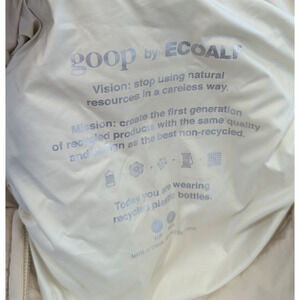 goop by ECOALF
Vision: stop using natural
resources in a careless way.
Mission: create the first generation
of recycled products with the same quality
and design as the best non-recycled.
Today you are wearing
recycled plastic bottles.